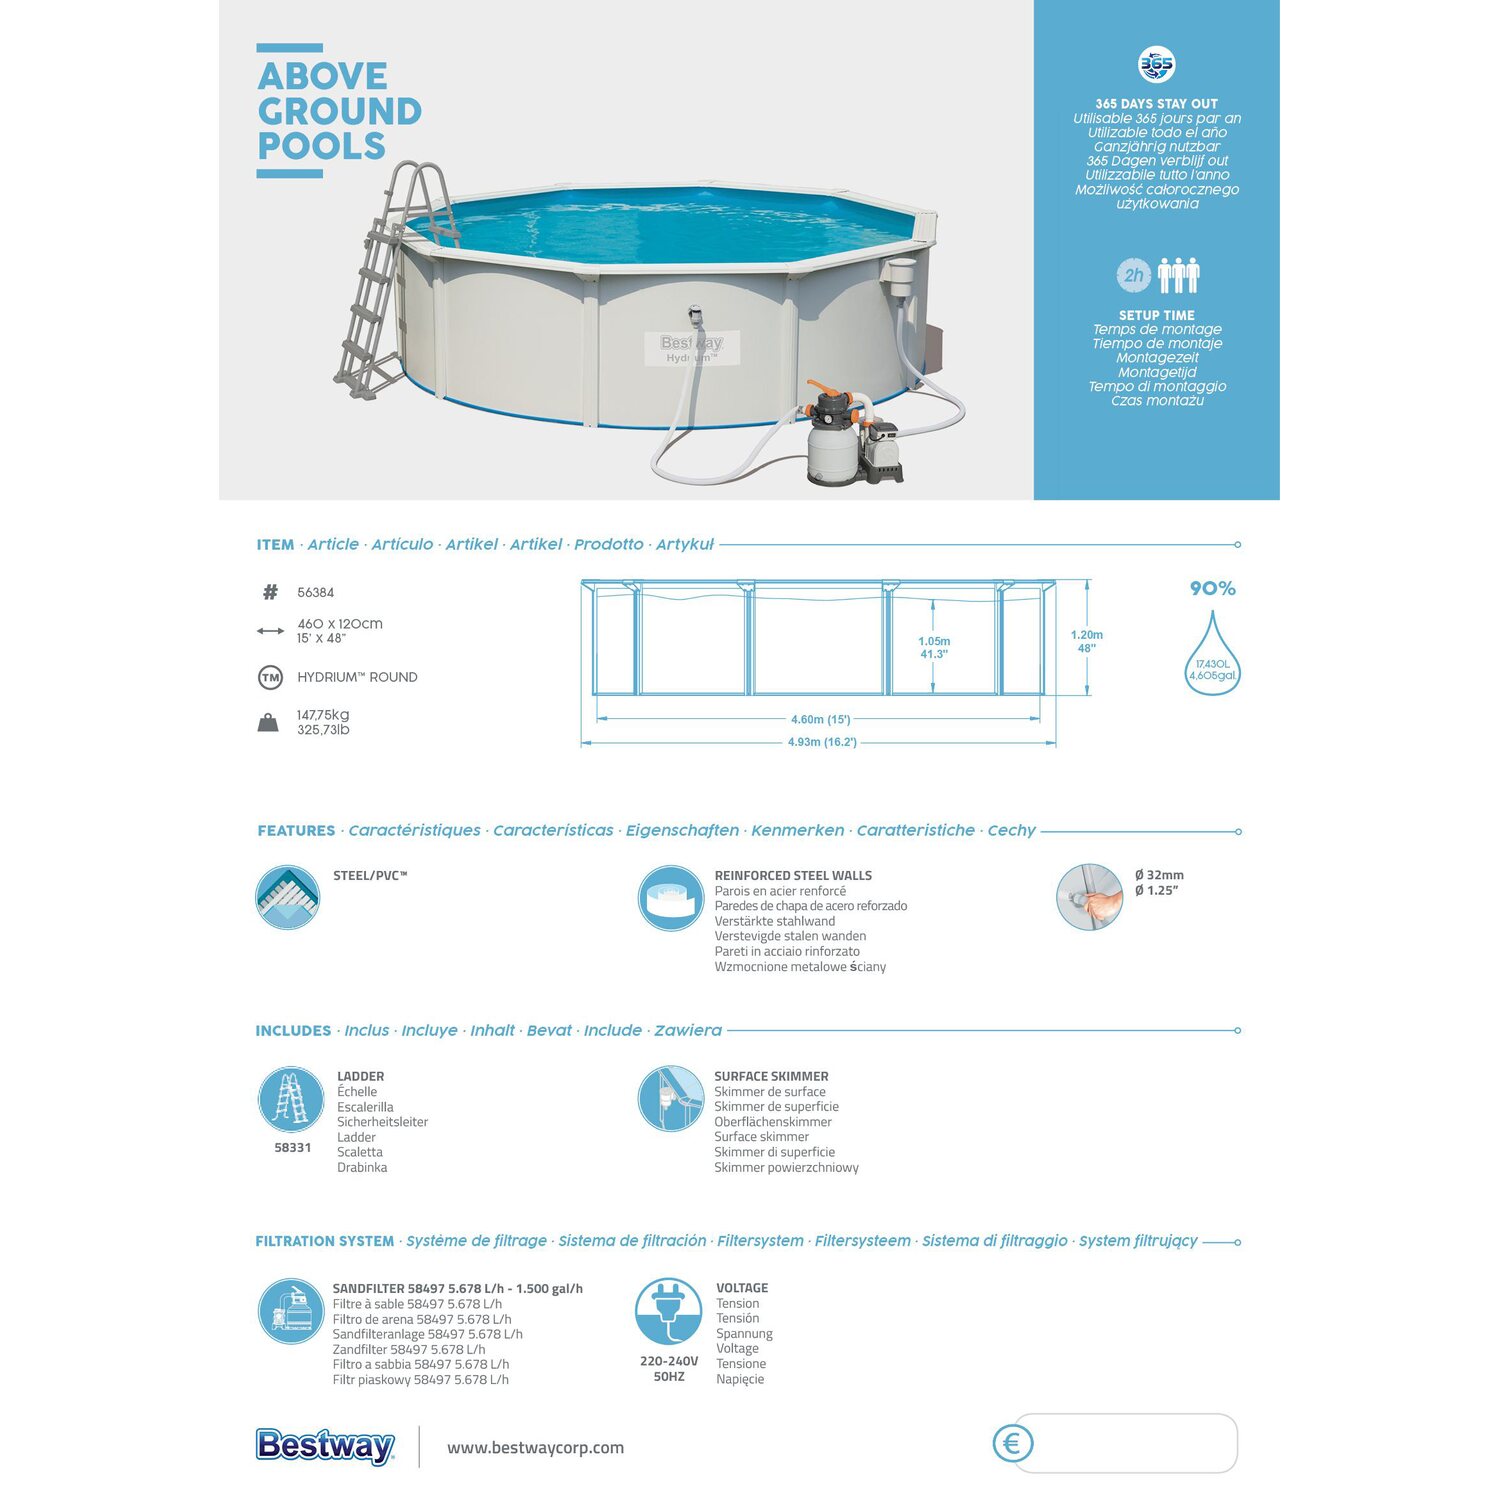 ABOVE
GROUND
POOLS
Bestway
Hydrium™
365
365 DAYS STAY OUT
Utilisable 365 jours par an
Utilizable todo el año
Ganzjährig nutzbar
365 Dagen verblijf out
Utilizzabile tutto l'anno
Możliwość całorocznego
użytkowania
2h
SETUP TIME
Temps de montage
Tiempo de montaje
Montagezeit
Montagetijd
Tempo di montaggio
Czas montażu
ITEM · Article · Artículo · Artikel · Artikel · Prodotto · Artykuł
# 56384
460 x 120cm
15' x 48"
TM HYDRIUM™ ROUND
147,75kg
325,73lb
1.05m
41.3"
1.20m
48"
4.60m (15')
4.93m (16.2')
90%
17,430L
4,605gal.
FEATURES · Caractéristiques · Características · Eigenschaften · Kenmerken · Caratteristiche · Cechy
STEEL/PVC™
REINFORCED STEEL WALLS
Parois en acier renforcé
Paredes de chapa de acero reforzado
Verstärkte stahlwand
Verstevigde stalen wanden
Pareti in acciaio rinforzato
Wzmocnione metalowe ściany
Ø 32mm
Ø 1.25”
INCLUDES · Inclus · Incluye · Inhalt · Bevat · Include · Zawiera
58331
LADDER
Échelle
Escalerilla
Sicherheitsleiter
Ladder
Scaletta
Drabinka
SURFACE SKIMMER
Skimmer de surface
Skimmer de superficie
Oberflächenskimmer
Surface skimmer
Skimmer di superficie
Skimmer powierzchniowy
FILTRATION SYSTEM · Système de filtrage · Sistema de filtración · Filtersystem · Filtersysteem · Sistema di filtraggio · System filtrujący
SANDFILTER 58497 5.678 L/h - 1.500 gal/h
Filtre à sable 58497 5.678 L/h
Filtro de arena 58497 5.678 L/h
Sandfilteranlage 58497 5.678 L/h
Zandfilter 58497 5.678 L/h
Filtro a sabbia 58497 5.678 L/h
Filtr piaskowy 58497 5.678 L/h
220-240V
50HZ
VOLTAGE
Tension
Tensión
Spannung
Voltage
Tensione
Napięcie
Bestway®
www.bestwaycorp.com
€